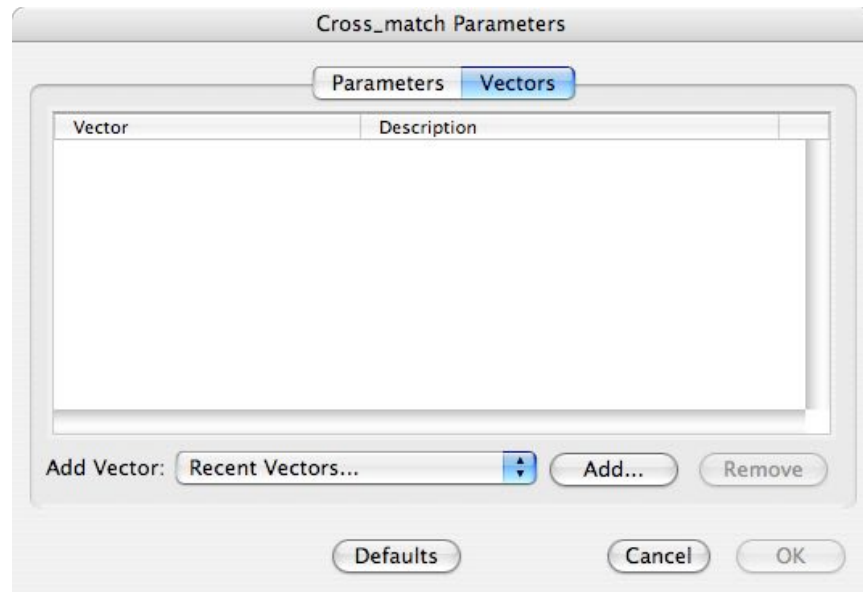 Cross_match Parameters
Parameters Vectors
Vector Description
Add Vector: Recent Vectors... Add... Remove
Defaults Cancel OK